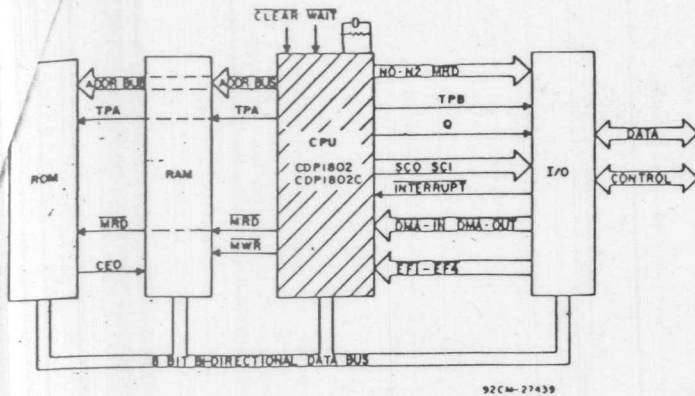 CLEAR WAIT
ADDR BUS
ADDR BUS
N0-N2 MRD
TPA
TPA
TPB
Q
CPU
CDP1802
CDP1802C
ROM
RAM
I/O
SC0 SC1
INTERRUPT
DATA
CONTROL
MRD
MRD
MWR
DMA-IN DMA-OUT
CEO
EF1-EF4
8 BIT BI-DIRECTIONAL DATA BUS
92CM-27439